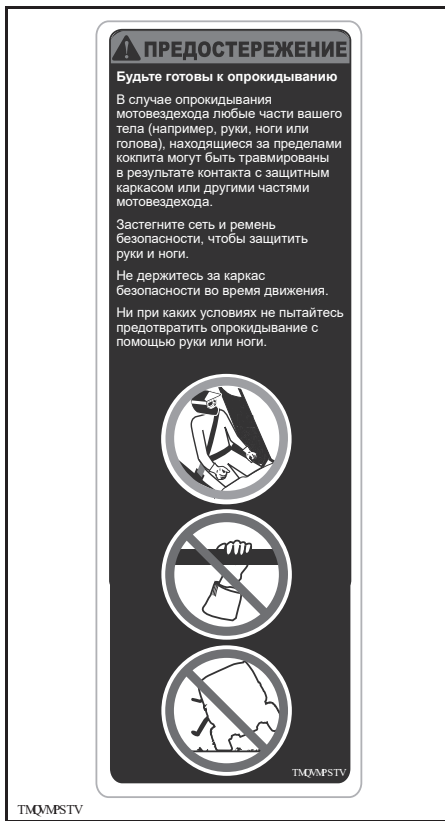 ПРЕДОСТЕРЕЖЕНИЕ
Будьте готовы к опрокидыванию
В случае опрокидывания
мотовездехода любые части вашего
тела (например, руки, ноги или
голова), находящиеся за пределами
кокпита могут быть травмированы
в результате контакта с защитным
каркасом или другими частями
мотовездехода.
Застегните сеть и ремень
безопасности, чтобы защитить
руки и ноги.
Не держитесь за каркас
безопасности во время движения.
Ни при каких условиях не пытайтесь
предотвратить опрокидывание с
помощью руки или ноги.
TMQVMPSTV
TMQVMPSTV